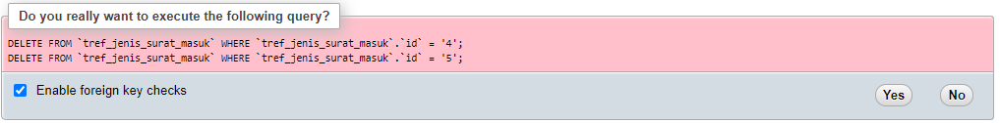 Do you really want to execute the following query?
DELETE FROM `tref_jenis_surat_masuk` WHERE `tref_jenis_surat_masuk`.`id` = '4';
DELETE FROM `tref_jenis_surat_masuk` WHERE `tref_jenis_surat_masuk`.`id` = '5';
Enable foreign key checks
Yes No